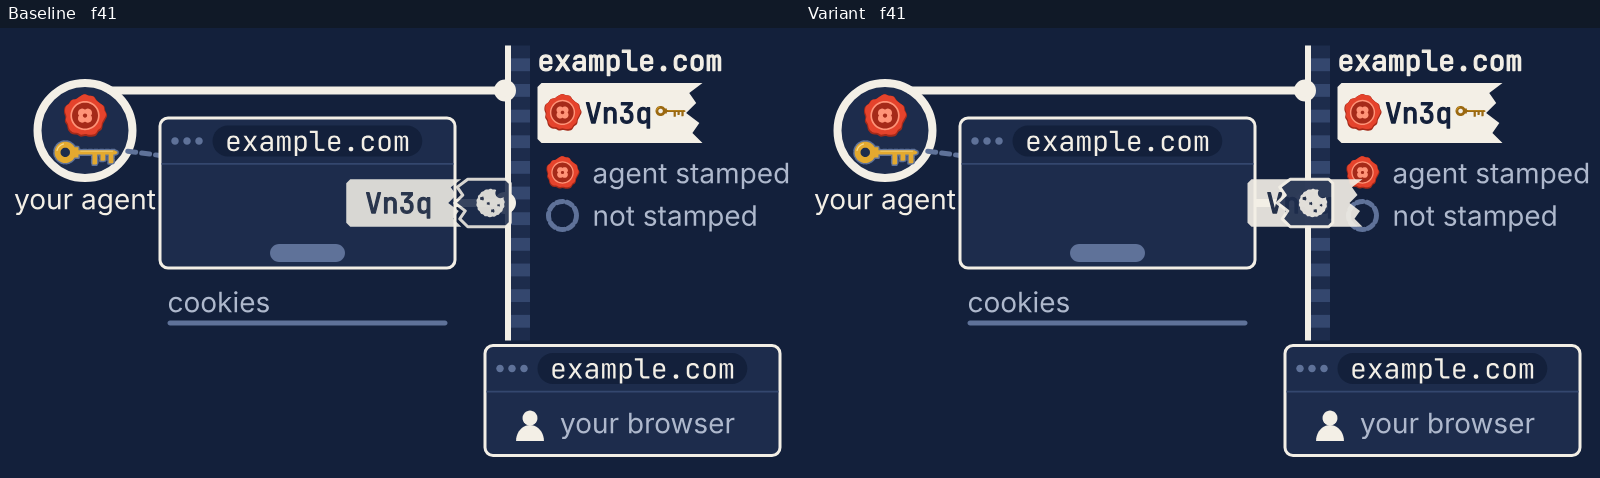 Baseline f41
example.com
Vn3q
example.com
your agent
Vn3q
agent stamped
not stamped
cookies
example.com
your browser
Variant f41
example.com
Vn3q
example.com
your agent
agent stamped
not stamped
cookies
example.com
your browser